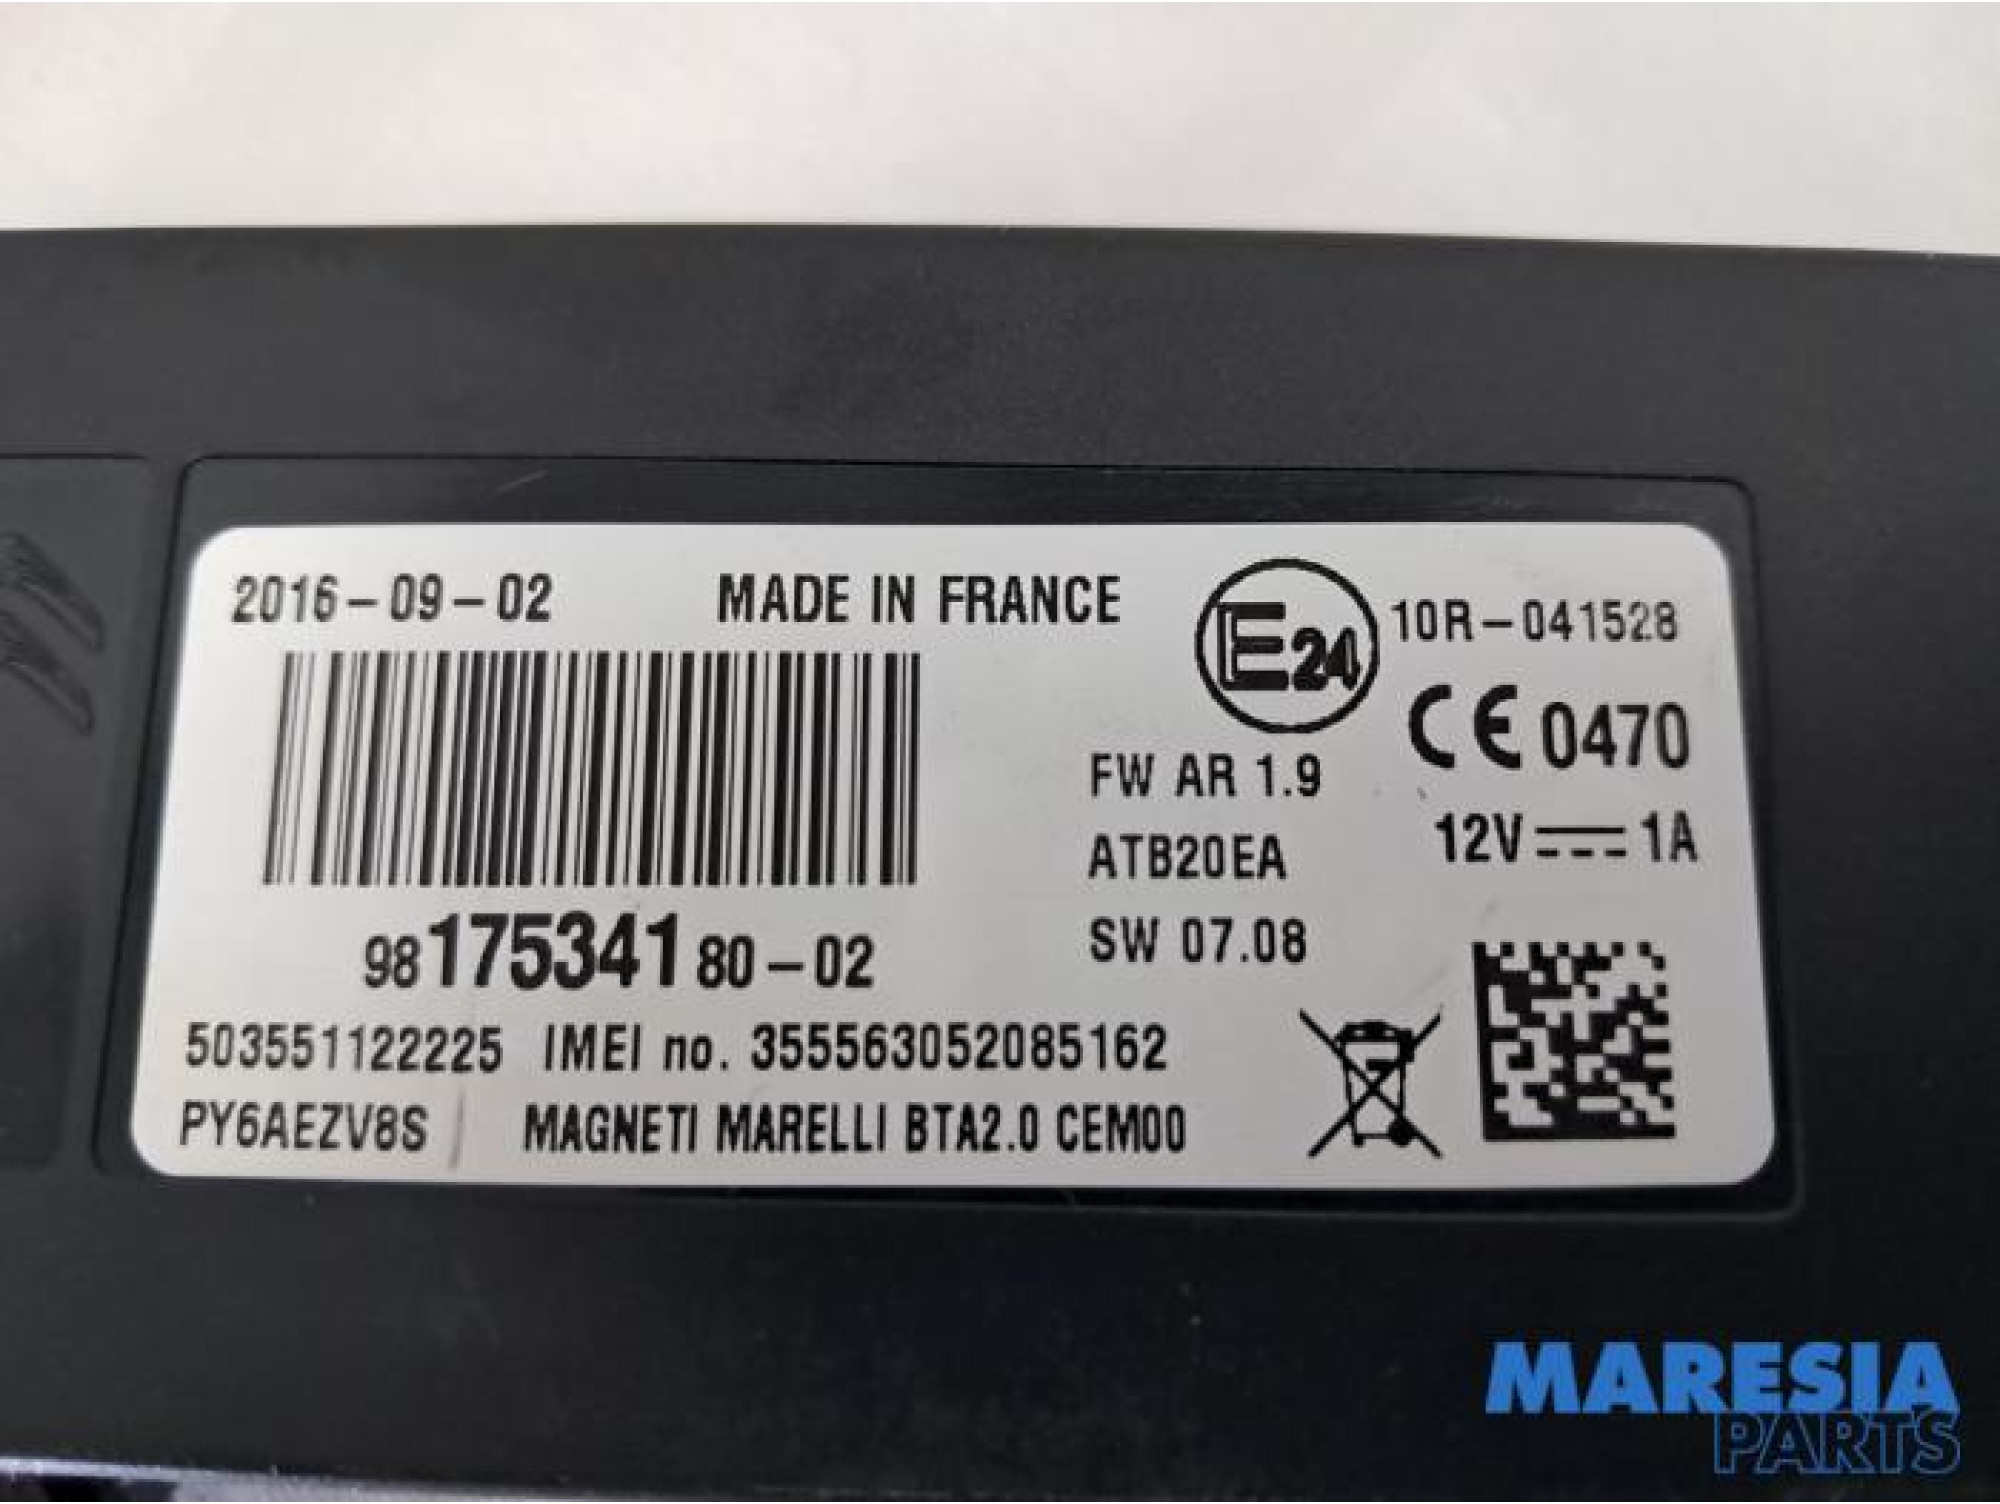 2016-09-02 MADE IN FRANCE
E24 10R-041528
CE 0470
FW AR 1.9
12V 1A
ATB20EA
9817534180-02
SW 07.08
503551122225 IMEI no. 355563052085162
PY6AEZV8S MAGNETI MARELLI BTA2.0 CEM00
MARESIA
PARTS